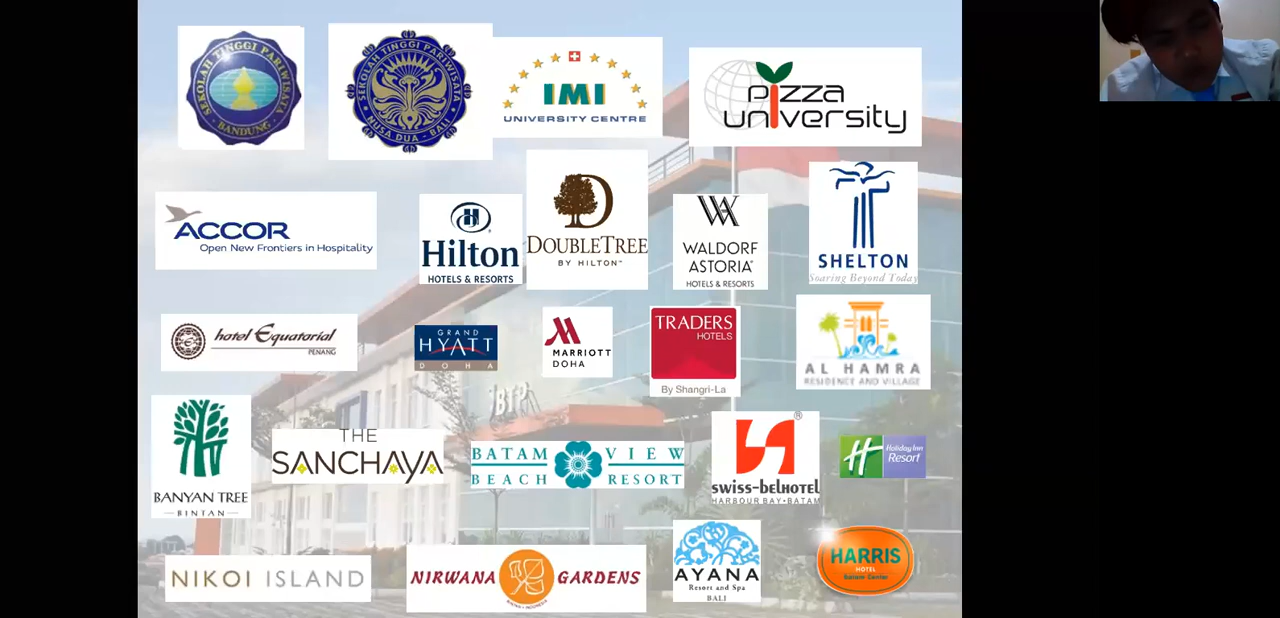 SEKOLAH TINGGI PARIWISATA
• BANDUNG •
SEKOLAH TINGGI PARIWISATA
• NUSA DUA - BALI •
IMI
UNIVERSITY CENTRE
pizza
university
ACCOR
Open New Frontiers in Hospitality
Hilton
HOTELS & RESORTS
DOUBLETREE
BY HILTON™
WALDORF
ASTORIA®
HOTELS & RESORTS
SHELTON
Soaring Beyond Today
hotel Equatorial
PENANG
GRAND
HYATT
DOHA
MARRIOTT
DOHA
TRADERS
HOTELS
By Shangri-La
AL HAMRA
RESIDENCE AND VILLAGE
BTP
BANYAN TREE
— BINTAN —
THE
SANCHAYA
BATAM VIEW
BEACH RESORT
swiss-belhotel
HARBOUR BAY • BATAM
H Holiday Inn
Resort
NIKOI ISLAND
NIRWANA GARDENS
AYANA
Resort and Spa
BALI
HARRIS
HOTEL
Batam Center